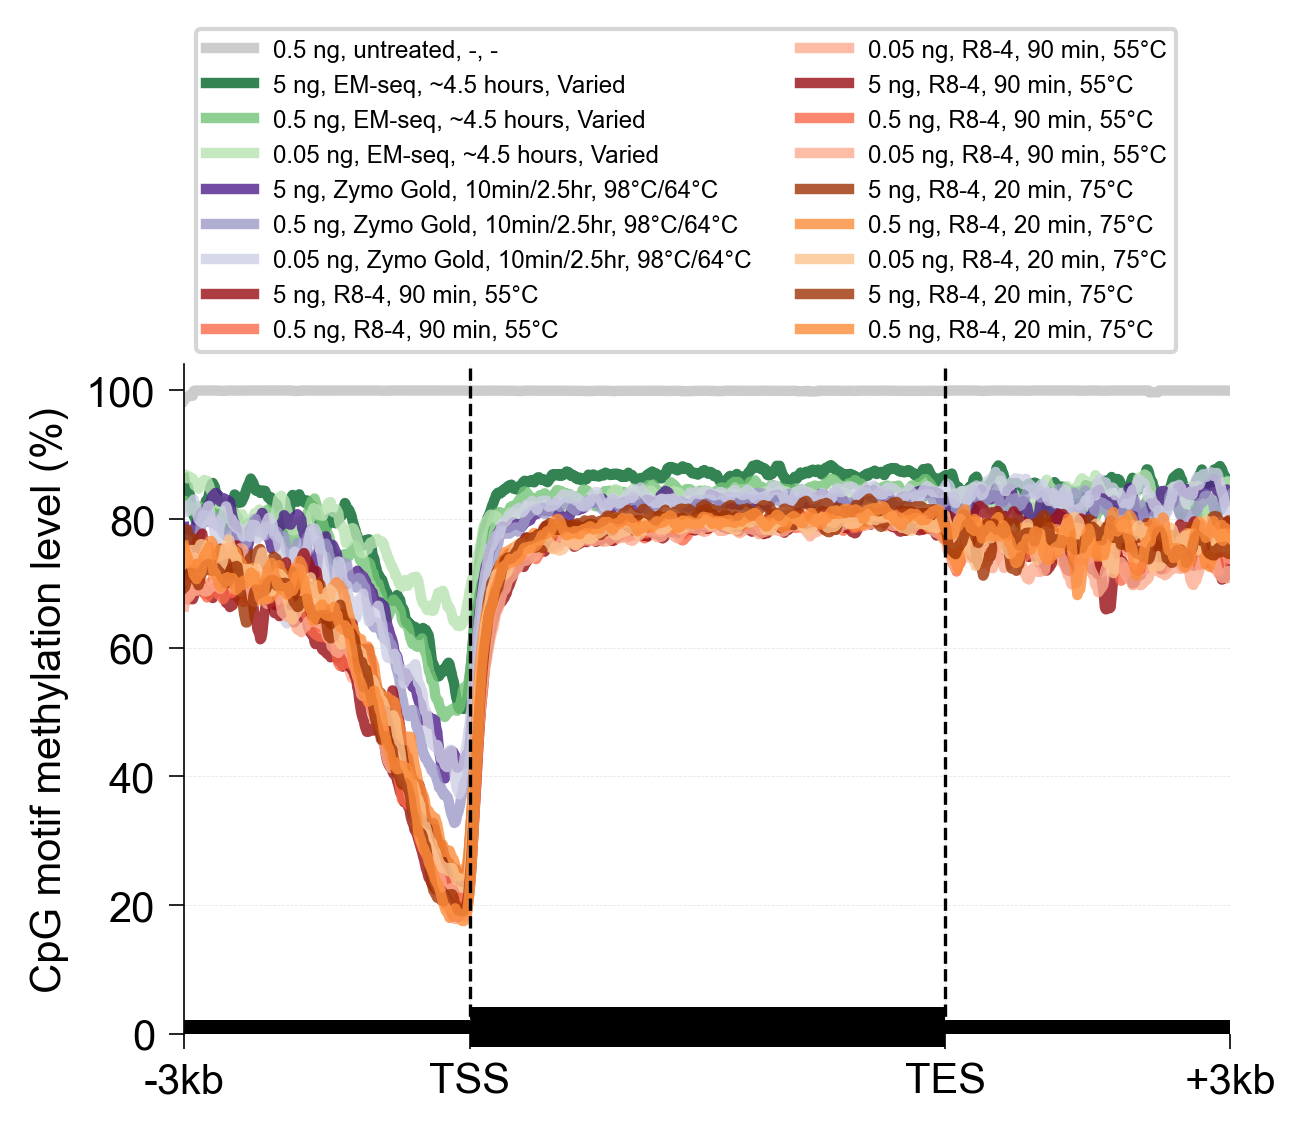 0.5 ng, untreated, -, -
5 ng, EM-seq, ~4.5 hours, Varied
0.5 ng, EM-seq, ~4.5 hours, Varied
0.05 ng, EM-seq, ~4.5 hours, Varied
5 ng, Zymo Gold, 10min/2.5hr, 98°C/64°C
0.5 ng, Zymo Gold, 10min/2.5hr, 98°C/64°C
0.05 ng, Zymo Gold, 10min/2.5hr, 98°C/64°C
5 ng, R8-4, 90 min, 55°C
0.5 ng, R8-4, 90 min, 55°C
0.05 ng, R8-4, 90 min, 55°C
5 ng, R8-4, 90 min, 55°C
0.5 ng, R8-4, 90 min, 55°C
0.05 ng, R8-4, 90 min, 55°C
5 ng, R8-4, 20 min, 75°C
0.5 ng, R8-4, 20 min, 75°C
0.05 ng, R8-4, 20 min, 75°C
5 ng, R8-4, 20 min, 75°C
0.5 ng, R8-4, 20 min, 75°C
CpG motif methylation level (%)
100
80
60
40
20
0
-3kb
TSS
TES
+3kb